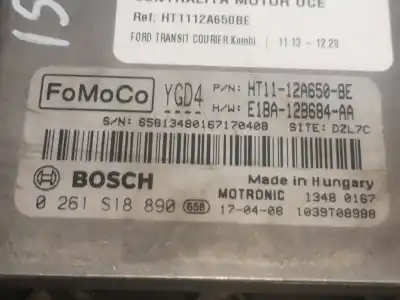 CENTRALITA MOTOR UCE
Ref: HT1112A650BE
FORD TRANSIT COURIER Kombi 11.13 - 12.29
FoMoCo YGD4 P/N: HT11-12A650-BE
H/W: E1BA-12B684-AA
S/N: 65813480167170408 SITE: DZL7C
BOSCH Made in Hungary
MOTRONIC 1348 0167
0 261 S18 890 658 17-04-08 1039T08998